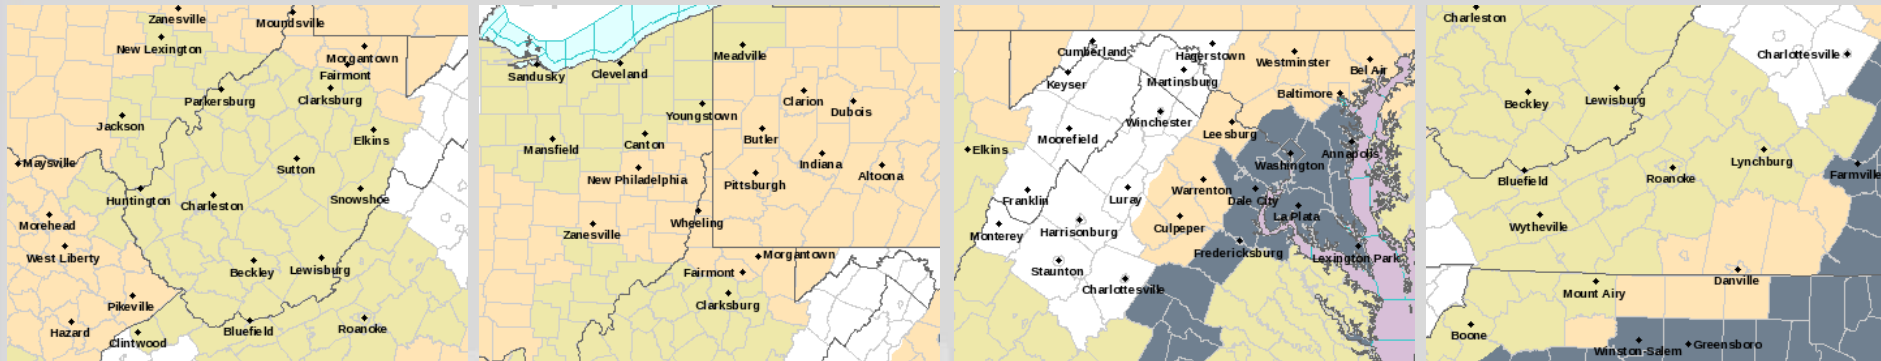 Zanesville
Moundsville
New Lexington
Morgantown
Fairmont
Parkersburg
Clarksburg
Jackson
Elkins
Maysville
Sutton
Huntington
Charleston
Snowshoe
Morehead
West Liberty
Beckley
Lewisburg
Pikeville
Hazard
Clintwood
Bluefield
Roanoke
Meadville
Sandusky
Cleveland
Clarion
Dubois
Youngstown
Butler
Mansfield
Canton
Indiana
New Philadelphia
Pittsburgh
Altoona
Wheeling
Zanesville
Morgantown
Fairmont
Clarksburg
Cumberland
Hagerstown
Westminster
Bel Air
Keyser
Martinsburg
Baltimore
Winchester
Leesburg
Moorefield
Elkins
Annapolis
Washington
Warrenton
Franklin
Luray
Dale City
La Plata
Monterey
Harrisonburg
Culpeper
Fredericksburg
Lexington Park
Staunton
Charlottesville
Charleston
Charlottesville
Beckley
Lewisburg
Lynchburg
Bluefield
Roanoke
Farmville
Wytheville
Danville
Mount Airy
Boone
Winston-Salem
Greensboro